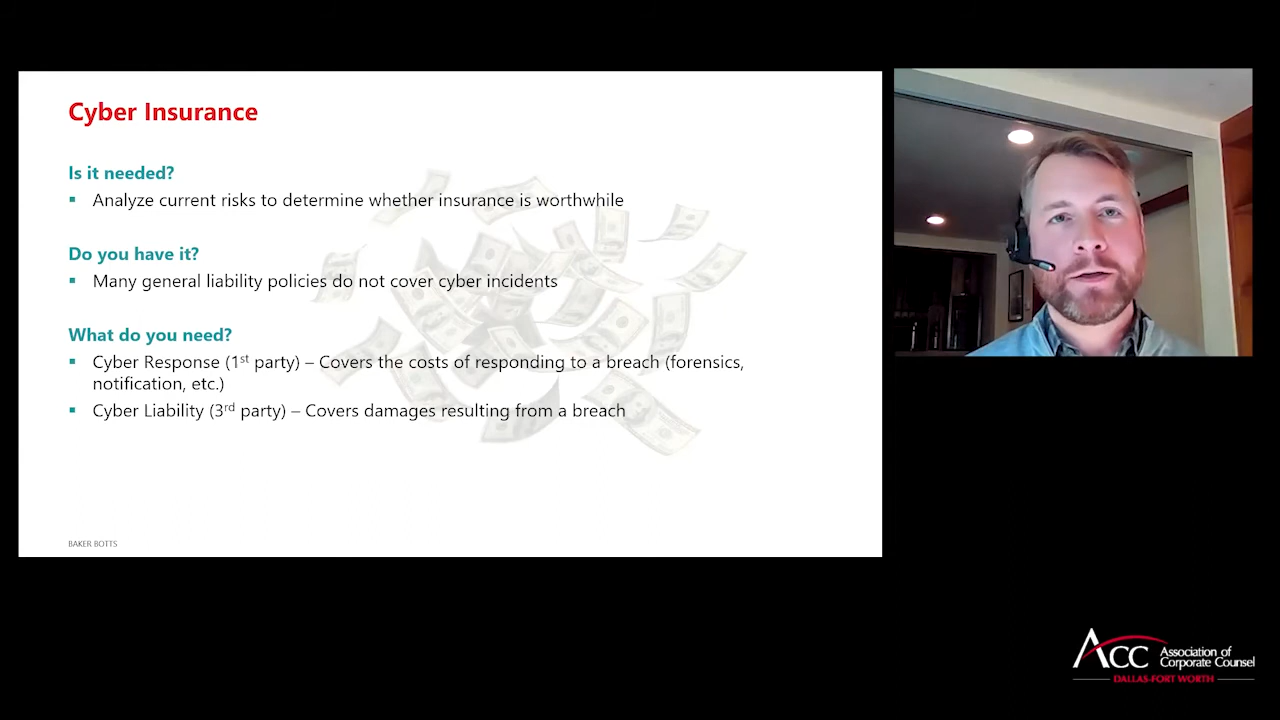 Cyber Insurance
Is it needed?
▪ Analyze current risks to determine whether insurance is worthwhile
Do you have it?
▪ Many general liability policies do not cover cyber incidents
What do you need?
▪ Cyber Response (1st party) – Covers the costs of responding to a breach (forensics,
notification, etc.)
▪ Cyber Liability (3rd party) – Covers damages resulting from a breach
BAKER BOTTS
ACC Association of
Corporate Counsel
DALLAS-FORT WORTH